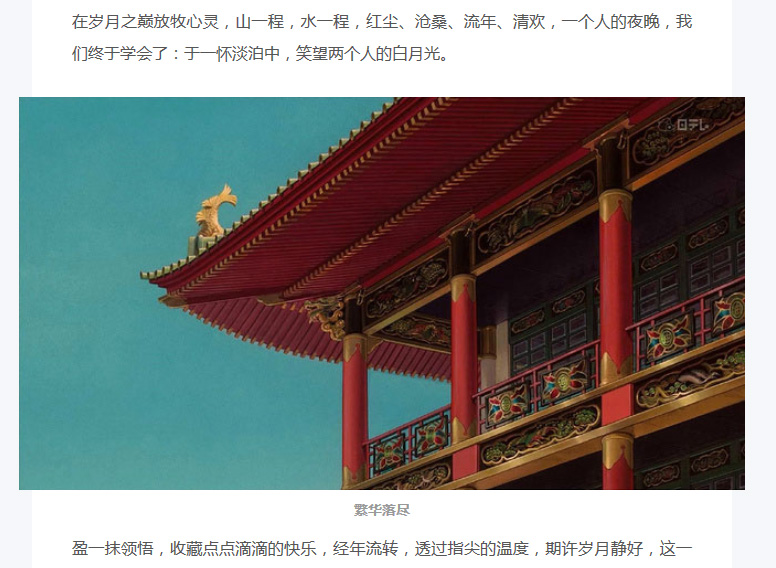 在岁月之巅放牧心灵，山一程，水一程，红尘、沧桑、流年、清欢，一个人的夜晚，我
们终于学会了：于一怀淡泊中，笑望两个人的白月光。
日テレ
繁华落尽
盈一抹领悟，收藏点点滴滴的快乐，经年流转，透过指尖的温度，期许岁月静好，这一